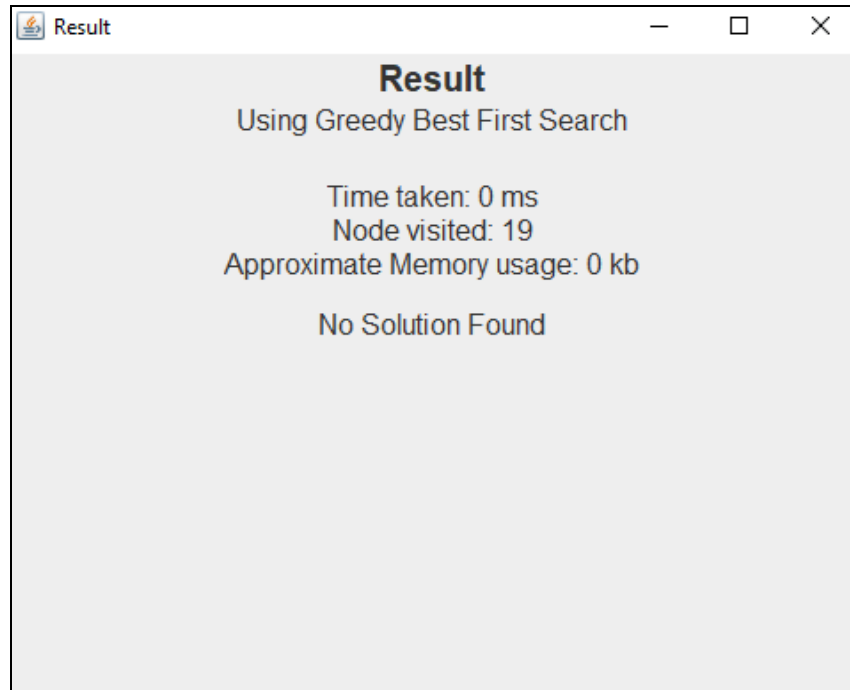 Result
Result
Using Greedy Best First Search
Time taken: 0 ms
Node visited: 19
Approximate Memory usage: 0 kb
No Solution Found